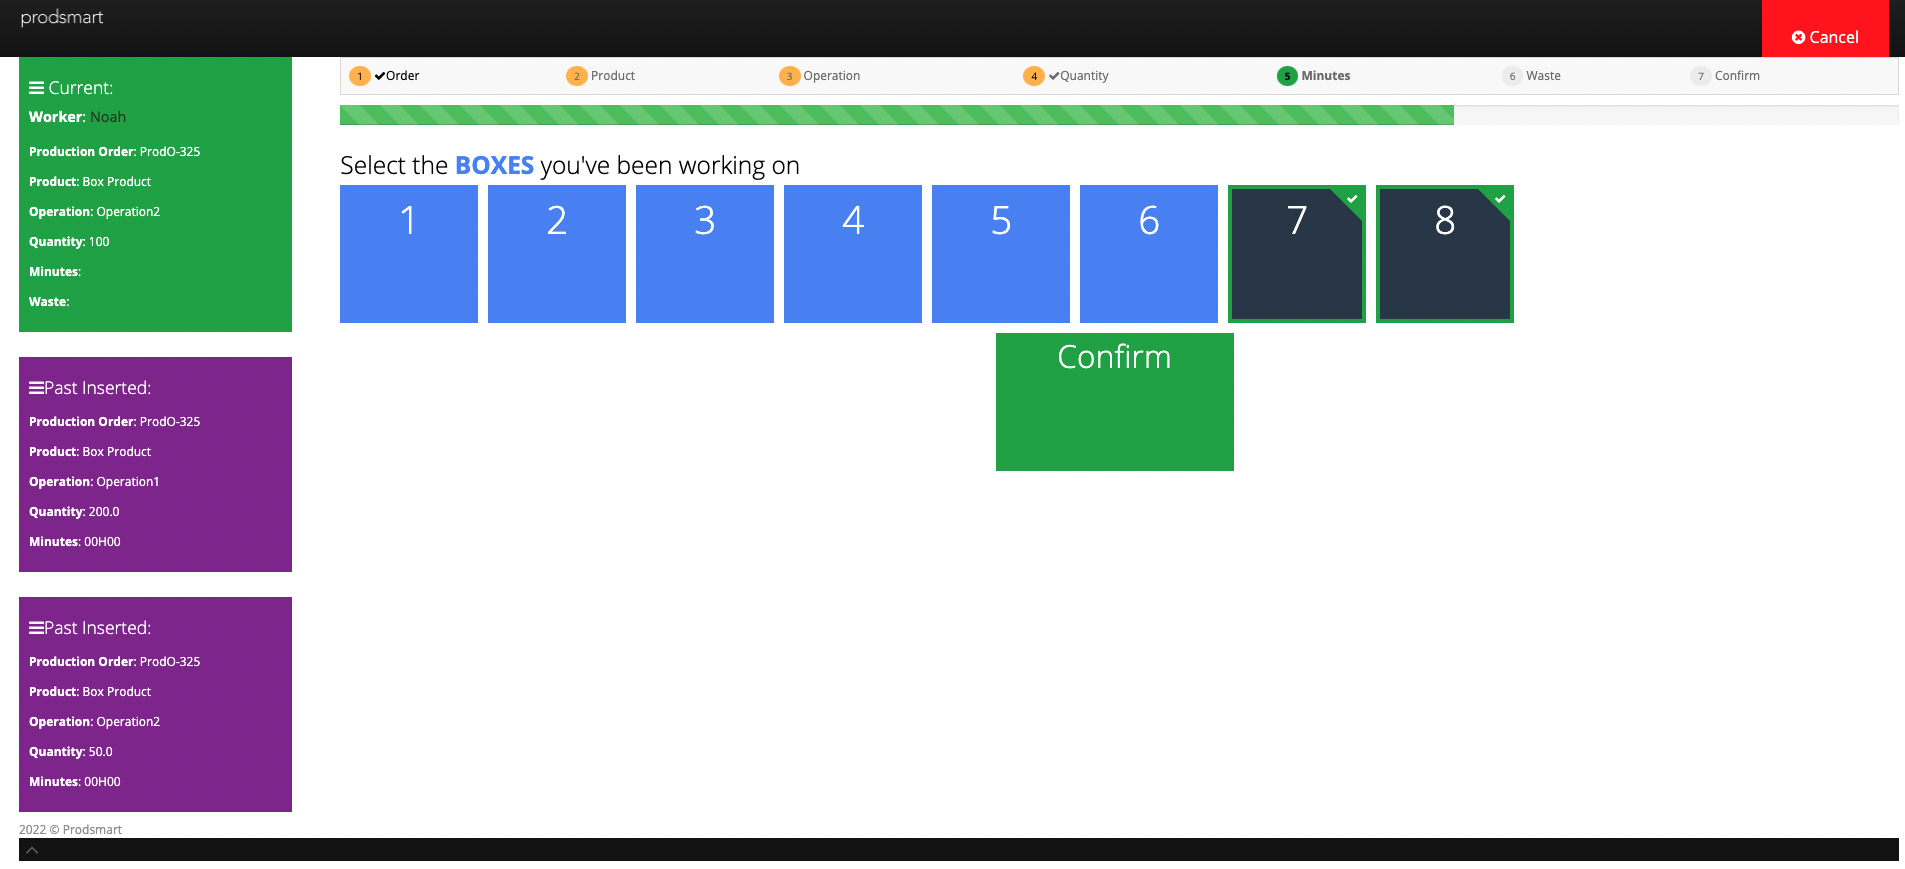 prodsmart
Cancel
Current:
Worker: Noah
Production Order: ProdO-325
Product: Box Product
Operation: Operation2
Quantity: 100
Minutes:
Waste:
Past Inserted:
Production Order: ProdO-325
Product: Box Product
Operation: Operation1
Quantity: 200.0
Minutes: 00H00
Past Inserted:
Production Order: ProdO-325
Product: Box Product
Operation: Operation2
Quantity: 50.0
Minutes: 00H00
2022 © Prodsmart
1 Order 2 Product 3 Operation 4 Quantity 5 Minutes 6 Waste 7 Confirm
Select the BOXES you've been working on
1 2 3 4 5 6 7 8
Confirm